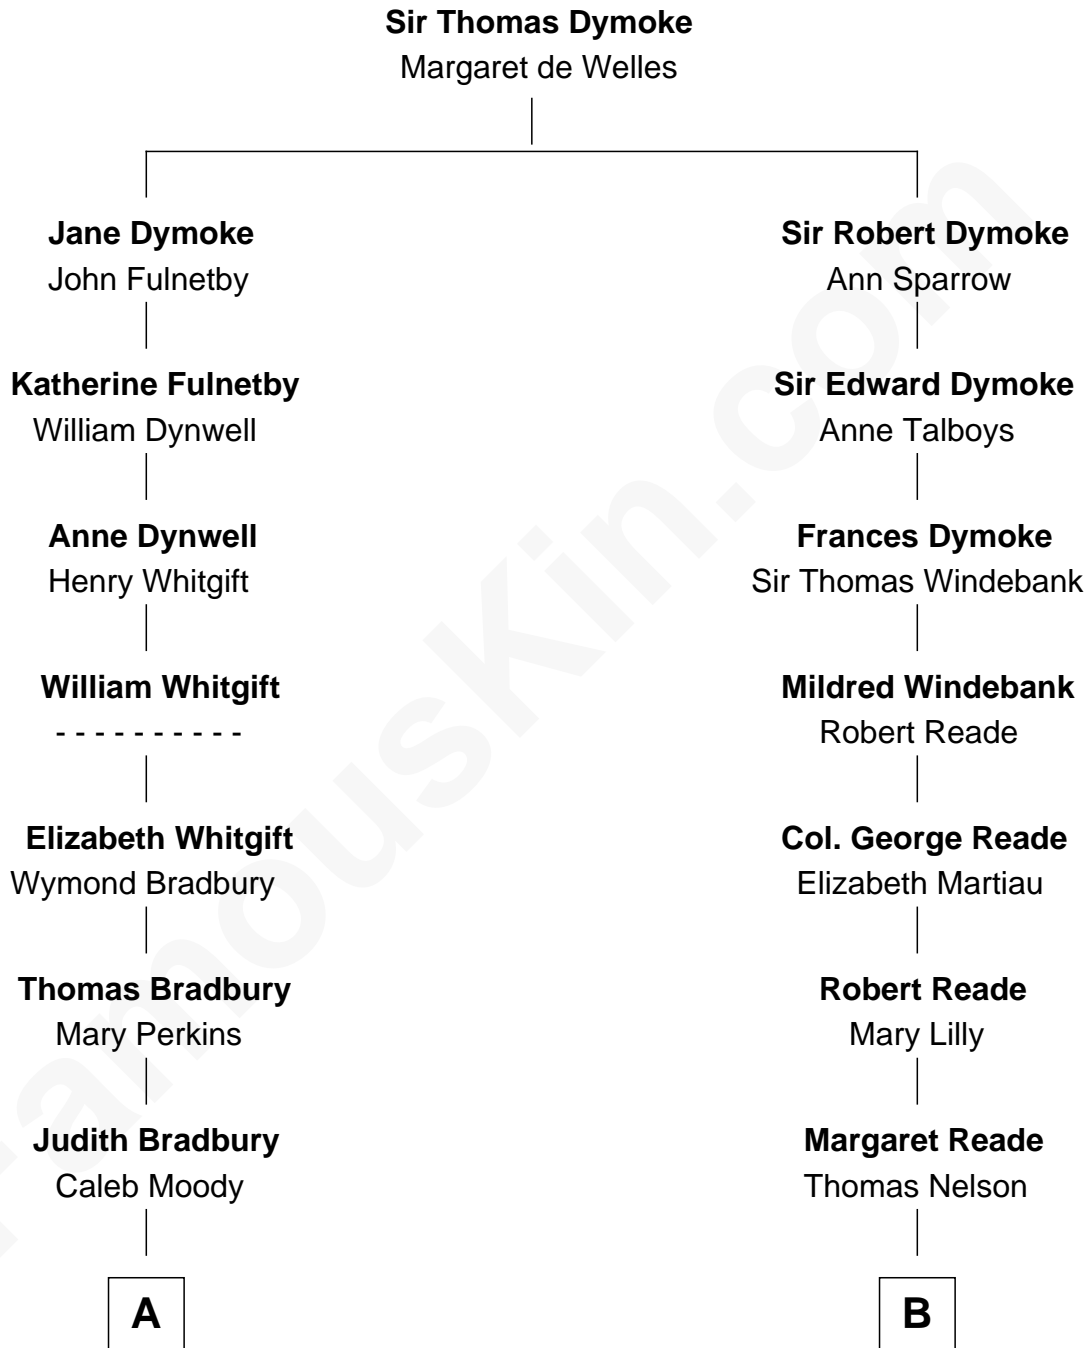 Sir Thomas Dymoke
Margaret de Welles
Jane Dymoke
John Fulnetby
Sir Robert Dymoke
Ann Sparrow
Katherine Fulnetby
William Dynwell
Sir Edward Dymoke
Anne Talboys
Anne Dynwell
Henry Whitgift
Frances Dymoke
Sir Thomas Windebank
William Whitgift
- - - - - - - - - -
Mildred Windebank
Robert Reade
Elizabeth Whitgift
Wymond Bradbury
Col. George Reade
Elizabeth Martiau
Thomas Bradbury
Mary Perkins
Robert Reade
Mary Lilly
Judith Bradbury
Caleb Moody
Margaret Reade
Thomas Nelson
A
B
FamousKin.com